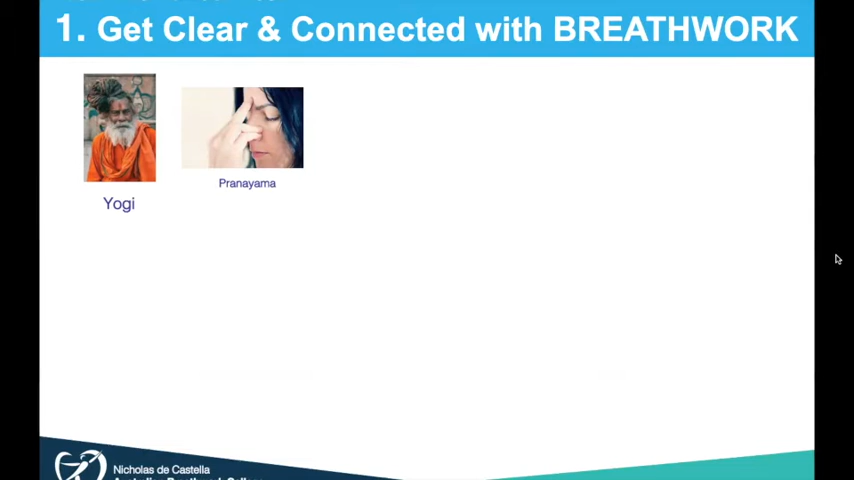 1. Get Clear & Connected with BREATHWORK
Yogi
Pranayama
Nicholas de Castella